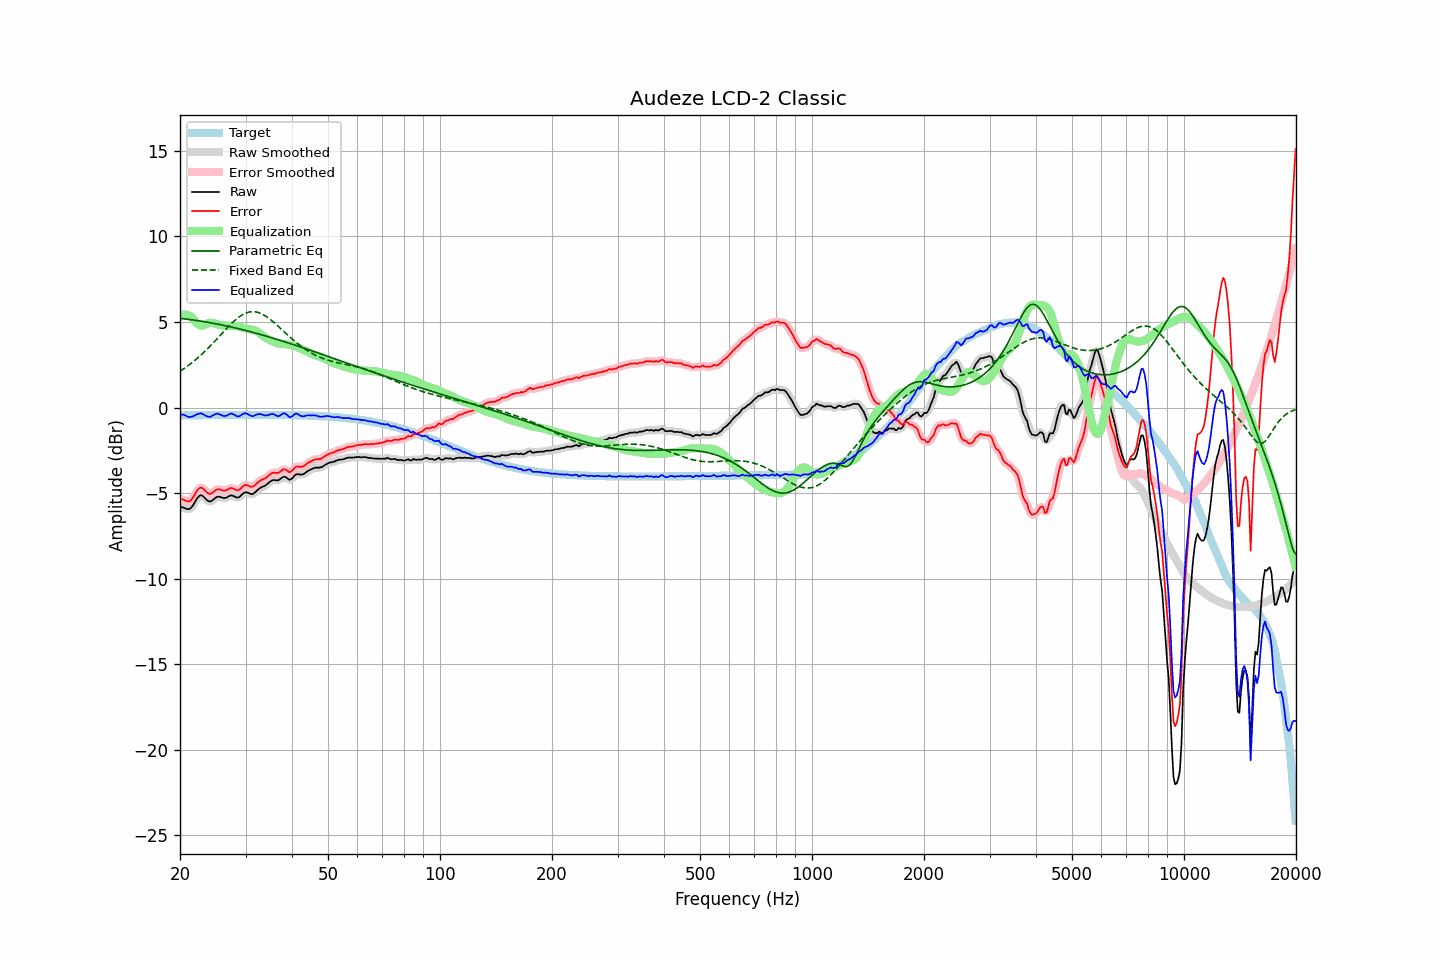 Audeze LCD-2 Classic
Target
Raw Smoothed
Error Smoothed
Raw
Error
Equalization
Parametric Eq
Fixed Band Eq
Equalized
15
10
5
0
−5
−10
−15
−20
−25
Amplitude (dBr)
20
50
100
200
500
1000
2000
5000
10000
20000
Frequency (Hz)